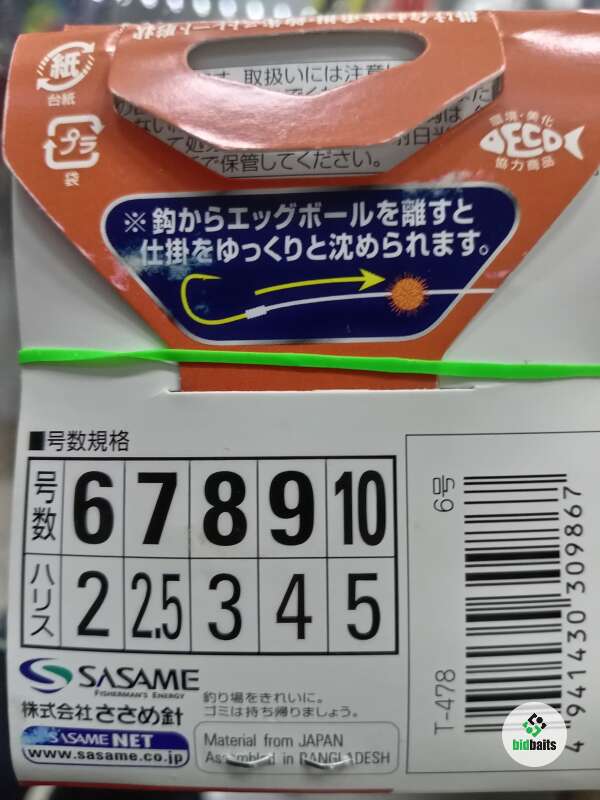 紙
台紙
プラ
袋
取扱いには注意
で保管してください。
環境・美化
ECO
協力商品
※鈎からエッグボールを離すと
仕掛をゆっくりと沈められます。
■号数規格
号数 6 7 8 9 10
ハリス 2 2.5 3 4 5
SASAME
FISHERMAN'S ENERGY
株式会社ささめ針
SASAME NET
www.sasame.co.jp
釣り場をきれいに。
ゴミは持ち帰りましょう。
Material from JAPAN
Assembled in BANGLADESH
6号
T-478
4 941430 309867
bidbaits